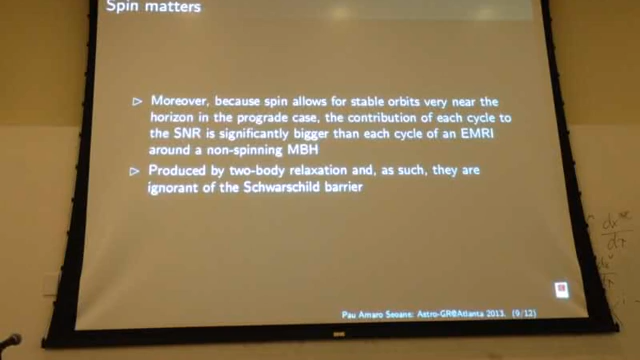 Spin matters
▷ Moreover, because spin allows for stable orbits very near the
horizon in the prograde case, the contribution of each cycle to
the SNR is significantly bigger than each cycle of an EMRI
around a non-spinning MBH
▷ Produced by two-body relaxation and, as such, they are
ignorant of the Schwarschild barrier
Pau Amaro Seoane: Astro-GR@Atlanta 2013. (9/12)